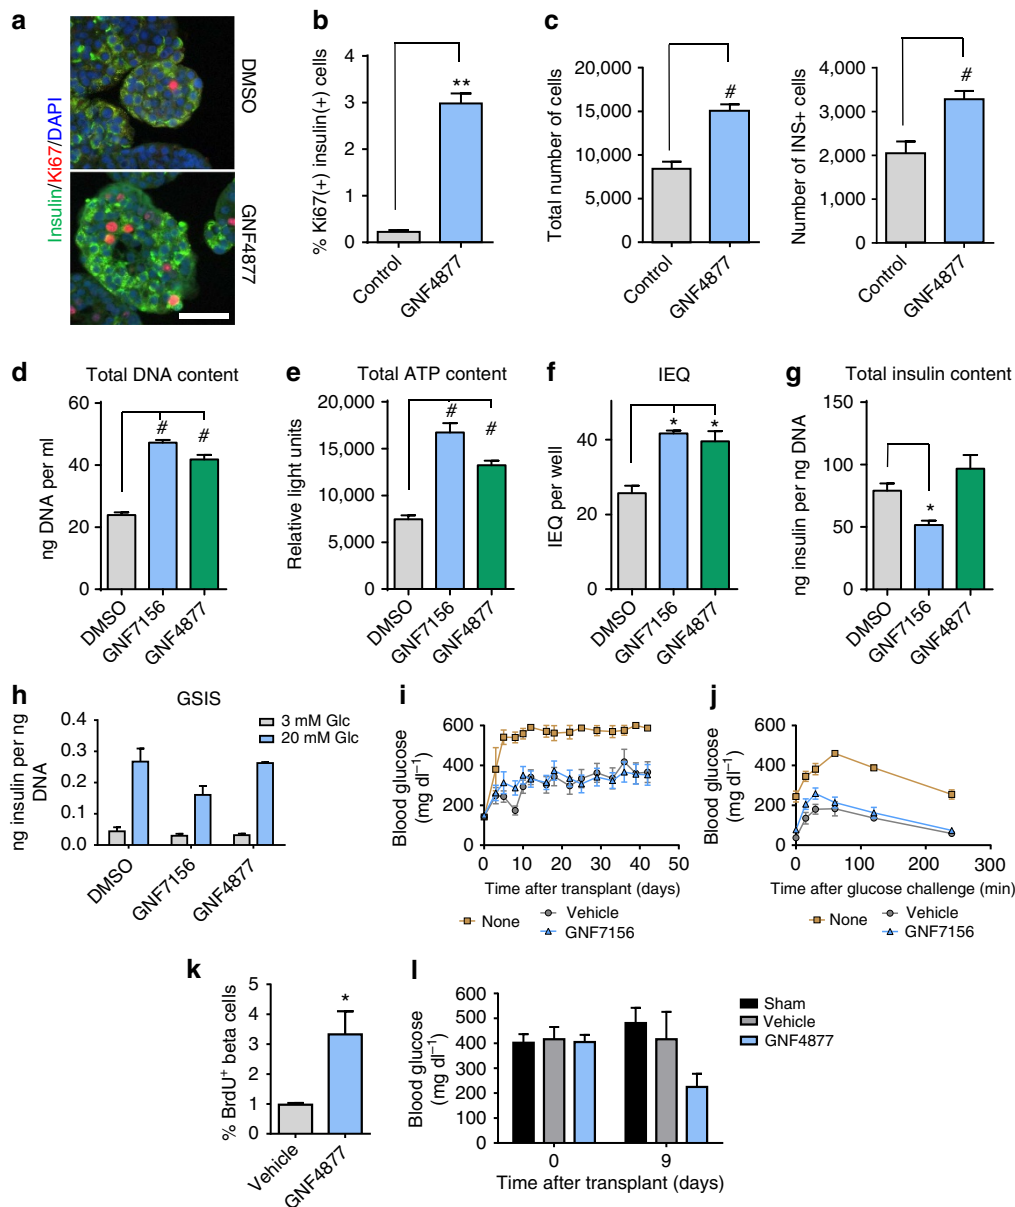 a
Insulin/Ki67/DAPI
DMSO
GNF4877
b
% Ki67(+) insulin(+) cells
4
3
2
1
0
**
Control
GNF4877
c
Total number of cells
20,000
15,000
10,000
5,000
0
#
Control
GNF4877
Number of INS+ cells
4,000
3,000
2,000
1,000
0
#
Control
GNF4877
d
Total DNA content
ng DNA per ml
60
40
20
0
#
#
DMSO
GNF7156
GNF4877
e
Total ATP content
Relative light units
20,000
15,000
10,000
5,000
0
#
#
DMSO
GNF7156
GNF4877
f
IEQ
IEQ per well
40
20
0
*
*
DMSO
GNF7156
GNF4877
g
Total insulin content
ng insulin per ng DNA
150
100
50
0
*
DMSO
GNF7156
GNF4877
h
GSIS
ng insulin per ng
DNA
0.4
0.3
0.2
0.1
0.0
3 mM Glc
20 mM Glc
DMSO
GNF7156
GNF4877
i
Blood glucose
(mg dl⁻¹)
600
400
200
0
0 10 20 30 40 50
Time after transplant (days)
None
Vehicle
GNF7156
j
Blood glucose
(mg dl⁻¹)
600
400
200
0
0 100 200 300
Time after glucose challenge (min)
None
Vehicle
GNF7156
k
% BrdU⁺ beta cells
5
4
3
2
1
0
*
Vehicle
GNF4877
l
Blood glucose
(mg dl⁻¹)
600
500
400
300
200
100
0
0 9
Time after transplant (days)
Sham
Vehicle
GNF4877